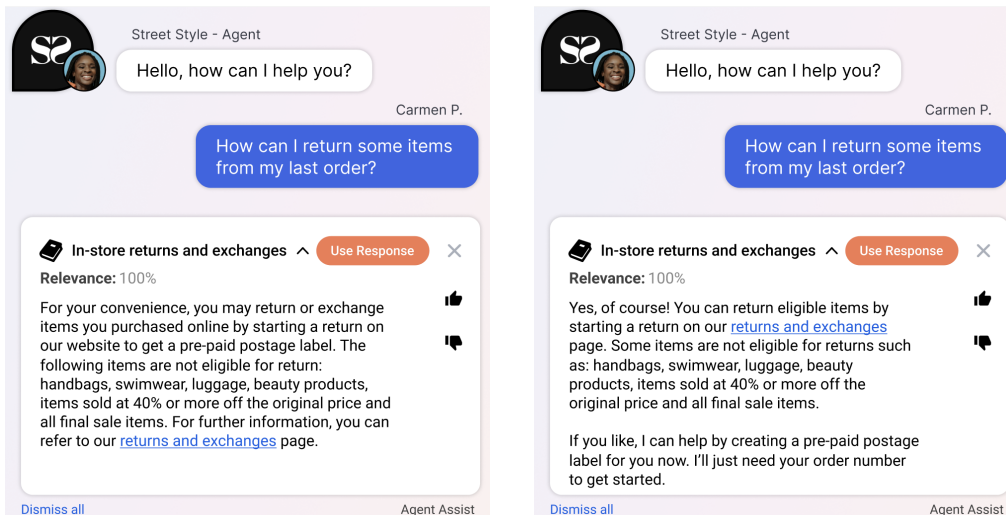 Street Style - Agent
Hello, how can I help you?
Carmen P.
How can I return some items
from my last order?
In-store returns and exchanges
Use Response
Relevance: 100%
For your convenience, you may return or exchange
items you purchased online by starting a return on
our website to get a pre-paid postage label. The
following items are not eligible for return:
handbags, swimwear, luggage, beauty products,
items sold at 40% or more off the original price and
all final sale items. For further information, you can
refer to our returns and exchanges page.
Dismiss all
Agent Assist
Street Style - Agent
Hello, how can I help you?
Carmen P.
How can I return some items
from my last order?
In-store returns and exchanges
Use Response
Relevance: 100%
Yes, of course! You can return eligible items by
starting a return on our returns and exchanges
page. Some items are not eligible for returns such
as: handbags, swimwear, luggage, beauty
products, items sold at 40% or more off the
original price and all final sale items.
If you like, I can help by creating a pre-paid postage
label for you now. I’ll just need your order number
to get started.
Dismiss all
Agent Assist